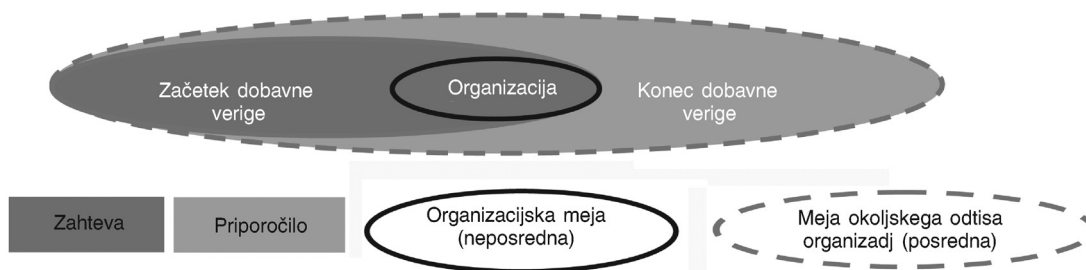 Začetek dobavne
verige
Organizacija
Konec dobavne
verige
Zahteva
Priporočilo
Organizacijska meja
(neposredna)
Meja okoljskega odtisa
organizadj (posredna)